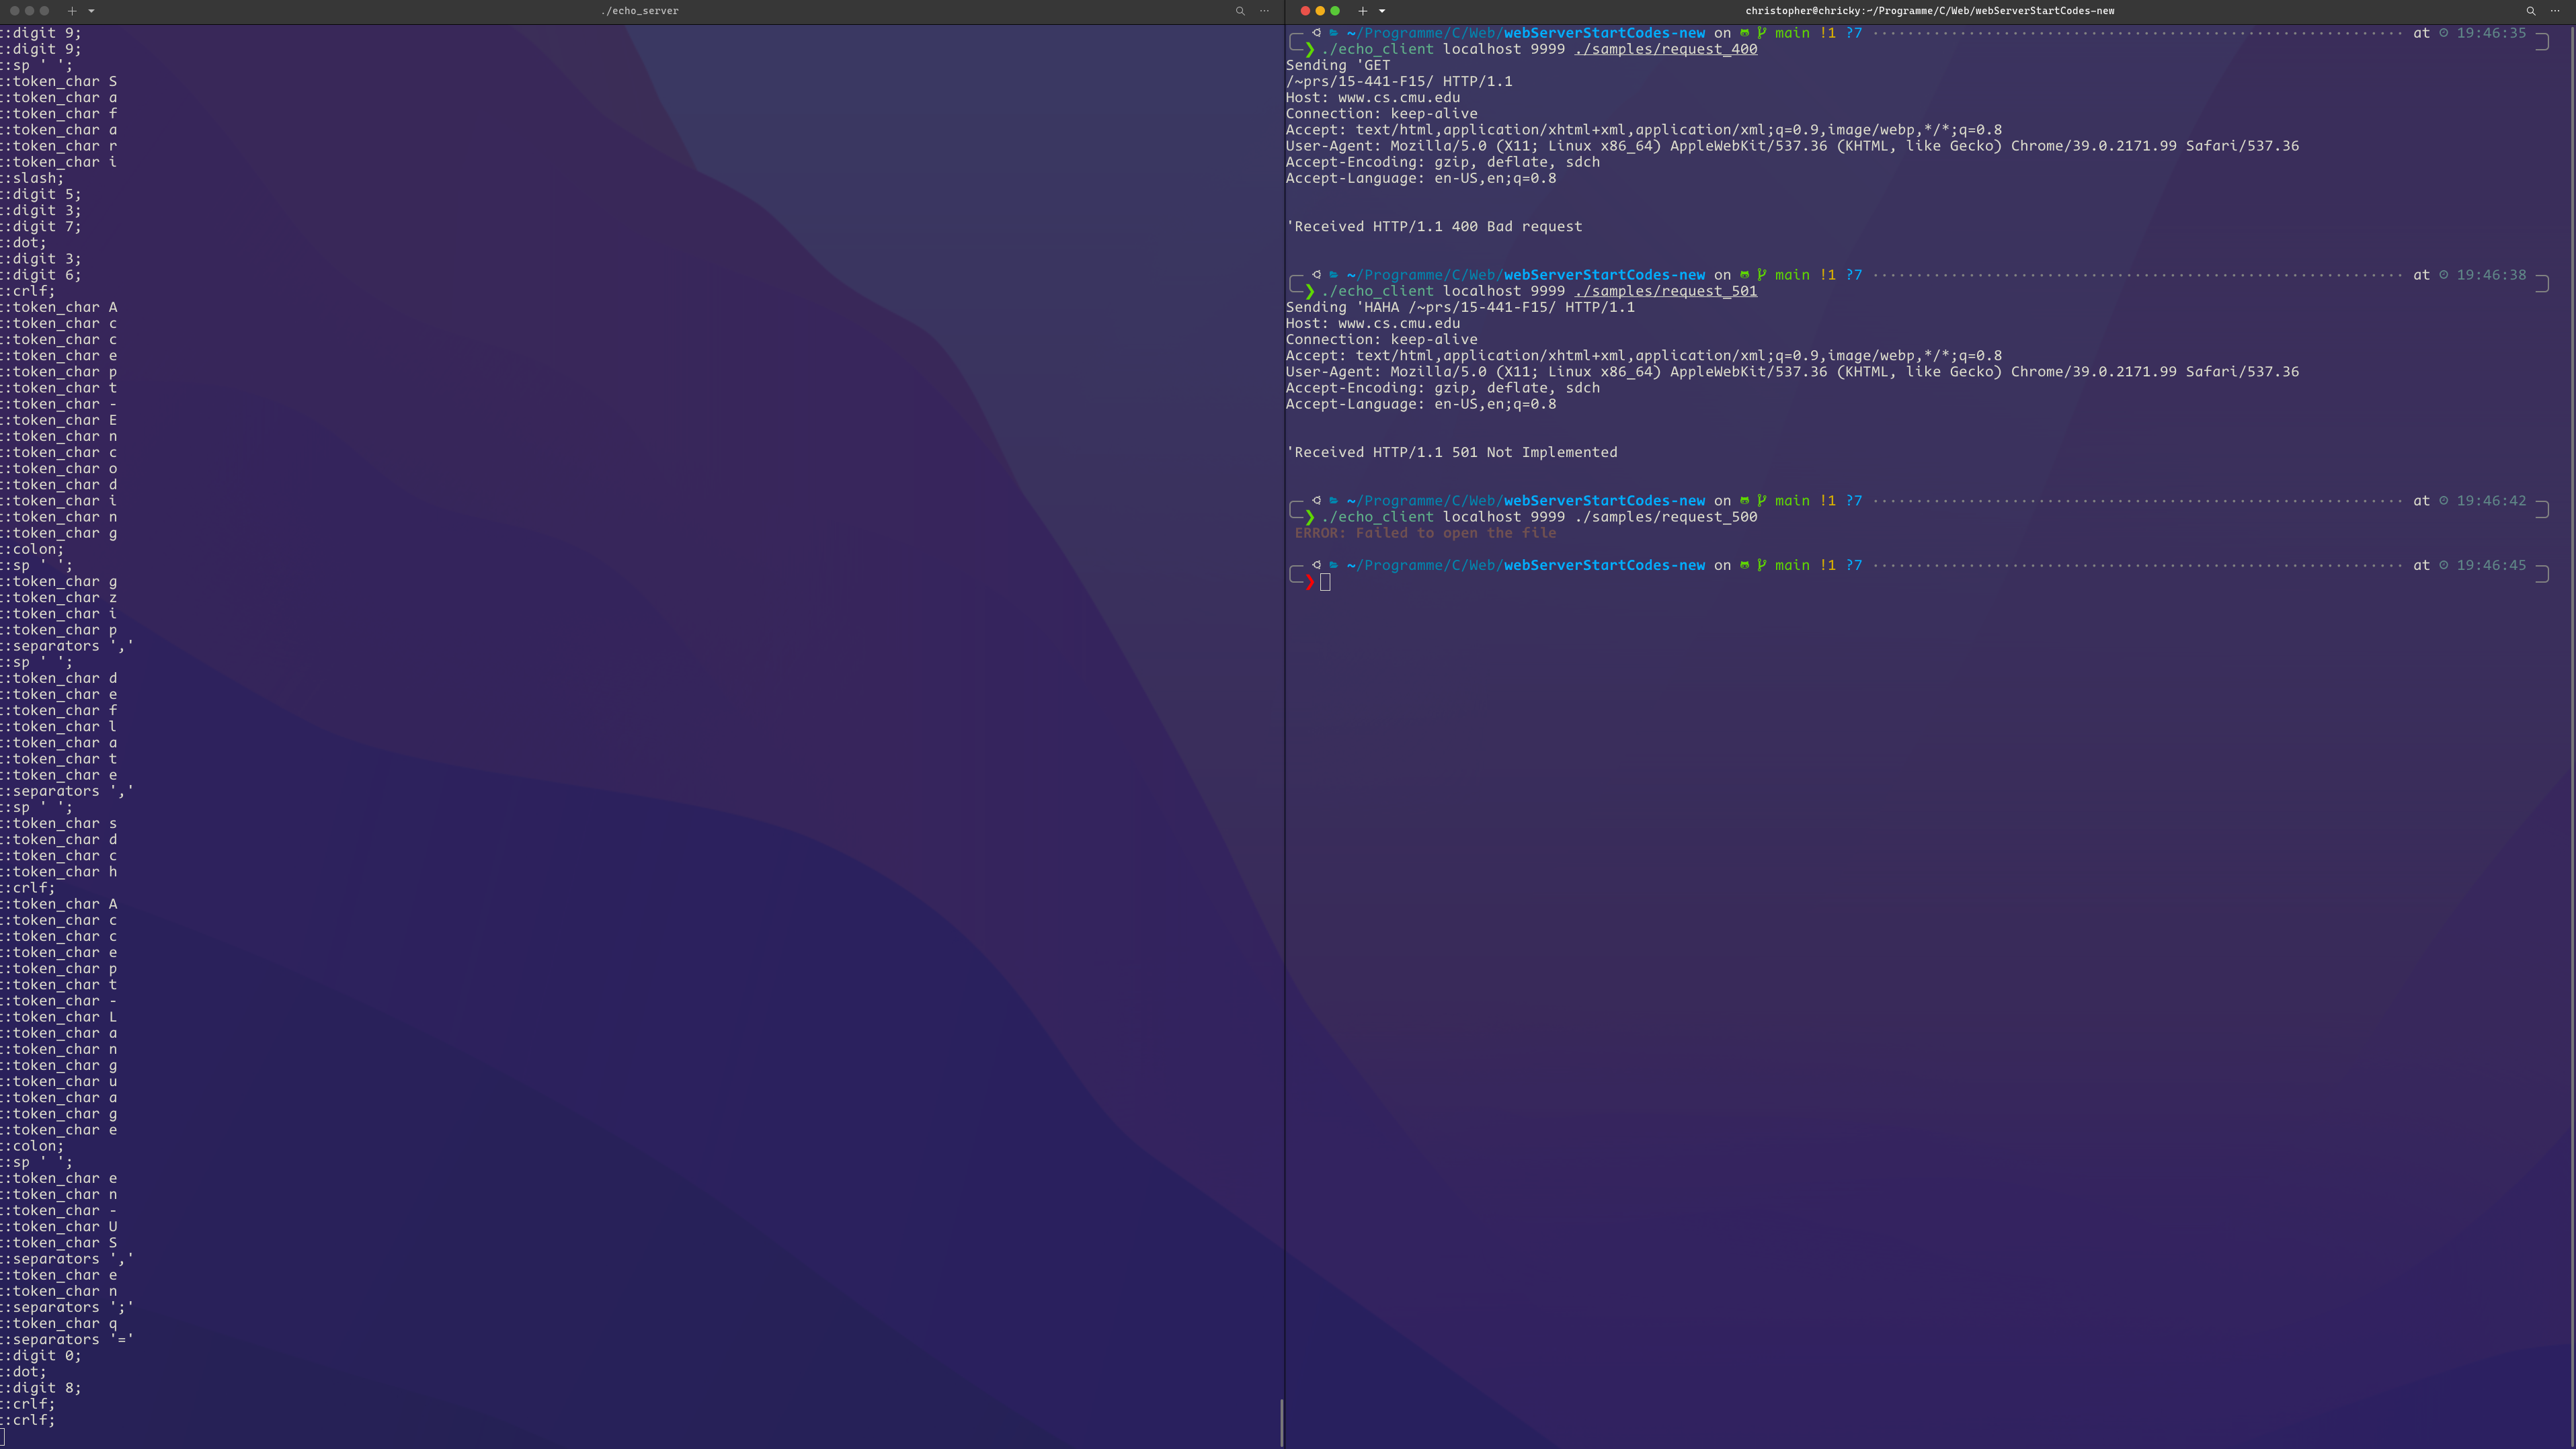 ./echo_server
t:digit 9;
t:digit 9;
t:sp ' ';
t:token_char S
t:token_char a
t:token_char f
t:token_char a
t:token_char r
t:token_char i
t:slash;
t:digit 5;
t:digit 3;
t:digit 7;
t:dot;
t:digit 3;
t:digit 6;
t:crlf;
t:token_char A
t:token_char c
t:token_char c
t:token_char e
t:token_char p
t:token_char t
t:token_char -
t:token_char E
t:token_char n
t:token_char c
t:token_char o
t:token_char d
t:token_char i
t:token_char n
t:token_char g
t:colon;
t:sp ' ';
t:token_char g
t:token_char z
t:token_char i
t:token_char p
t:separators ','
t:sp ' ';
t:token_char d
t:token_char e
t:token_char f
t:token_char l
t:token_char a
t:token_char t
t:token_char e
t:separators ','
t:sp ' ';
t:token_char s
t:token_char d
t:token_char c
t:token_char h
t:crlf;
t:token_char A
t:token_char c
t:token_char c
t:token_char e
t:token_char p
t:token_char t
t:token_char -
t:token_char L
t:token_char a
t:token_char n
t:token_char g
t:token_char u
t:token_char a
t:token_char g
t:token_char e
t:colon;
t:sp ' ';
t:token_char e
t:token_char n
t:token_char -
t:token_char U
t:token_char S
t:separators ','
t:token_char e
t:token_char n
t:separators ';'
t:token_char q
t:separators '='
t:digit 0;
t:dot;
t:digit 8;
t:crlf;
t:crlf;
christopher@chricky:~/Programme/C/Web/webServerStartCodes-new
~/Programme/C/Web/webServerStartCodes-new on main !1 ?7 at 19:46:35
❯ ./echo_client localhost 9999 ./samples/request_400
Sending 'GET
/~prs/15-441-F15/ HTTP/1.1
Host: www.cs.cmu.edu
Connection: keep-alive
Accept: text/html,application/xhtml+xml,application/xml;q=0.9,image/webp,*/*;q=0.8
User-Agent: Mozilla/5.0 (X11; Linux x86_64) AppleWebKit/537.36 (KHTML, like Gecko) Chrome/39.0.2171.99 Safari/537.36
Accept-Encoding: gzip, deflate, sdch
Accept-Language: en-US,en;q=0.8
'Received HTTP/1.1 400 Bad request
~/Programme/C/Web/webServerStartCodes-new on main !1 ?7 at 19:46:38
❯ ./echo_client localhost 9999 ./samples/request_501
Sending 'HAHA /~prs/15-441-F15/ HTTP/1.1
Host: www.cs.cmu.edu
Connection: keep-alive
Accept: text/html,application/xhtml+xml,application/xml;q=0.9,image/webp,*/*;q=0.8
User-Agent: Mozilla/5.0 (X11; Linux x86_64) AppleWebKit/537.36 (KHTML, like Gecko) Chrome/39.0.2171.99 Safari/537.36
Accept-Encoding: gzip, deflate, sdch
Accept-Language: en-US,en;q=0.8
'Received HTTP/1.1 501 Not Implemented
~/Programme/C/Web/webServerStartCodes-new on main !1 ?7 at 19:46:42
❯ ./echo_client localhost 9999 ./samples/request_500
ERROR: Failed to open the file
~/Programme/C/Web/webServerStartCodes-new on main !1 ?7 at 19:46:45
❯